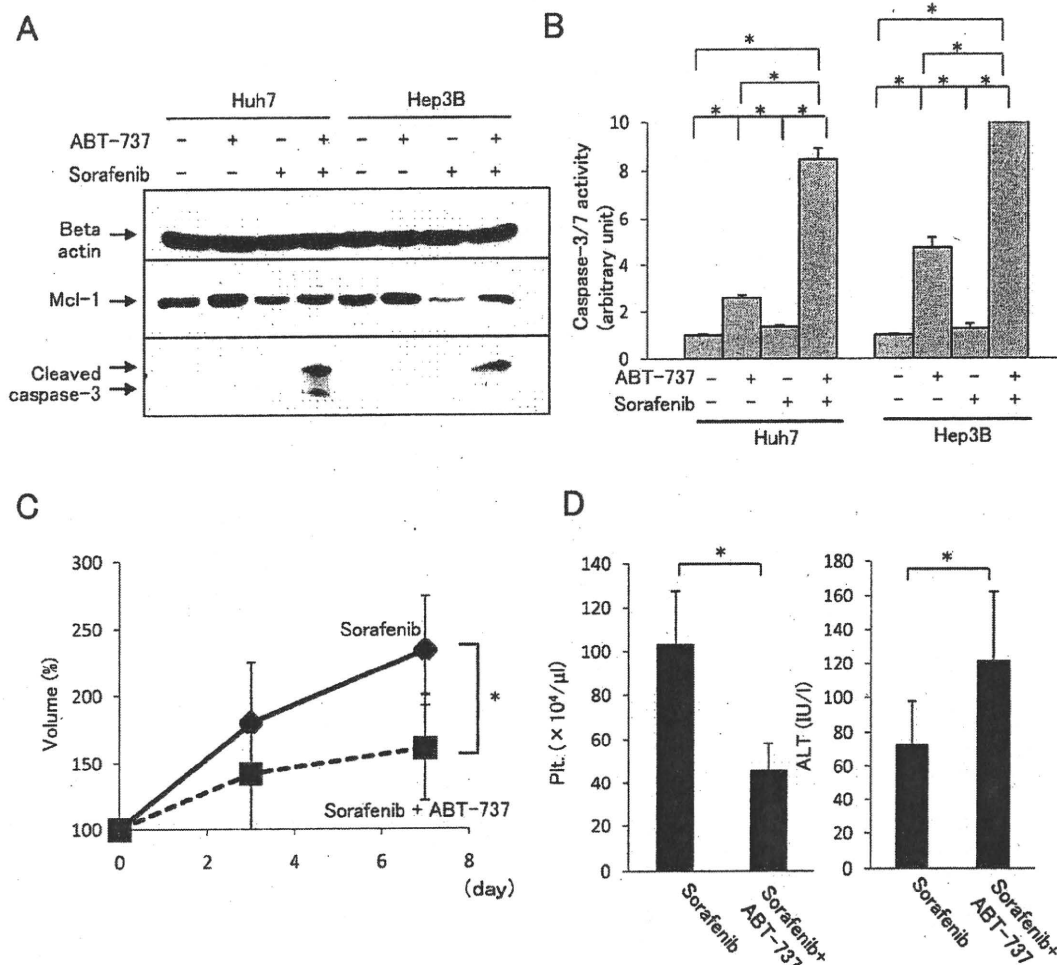 A
Huh7 Hep3B
ABT-737 - + - + - + - +
Sorafenib - - + + - - + +
Beta
actin
Mcl-1
Cleaved
caspase-3
B
* *
* *
* * * * * *
Caspase-3/7 activity
(arbitrary unit)
10
8
6
4
2
0
ABT-737 - + - + - + - +
Sorafenib - - + + - - + +
Huh7 Hep3B
C
Volume (%)
300
250
200
150
100
0 2 4 6 8
(day)
Sorafenib
*
Sorafenib + ABT-737
D
Plt. (×10⁴/μl)
140
120
100
80
60
40
20
0
*
Sorafenib
Sorafenib+
ABT-737
ALT (IU/l)
180
160
140
120
100
80
60
40
20
0
*
Sorafenib
Sorafenib+
ABT-737